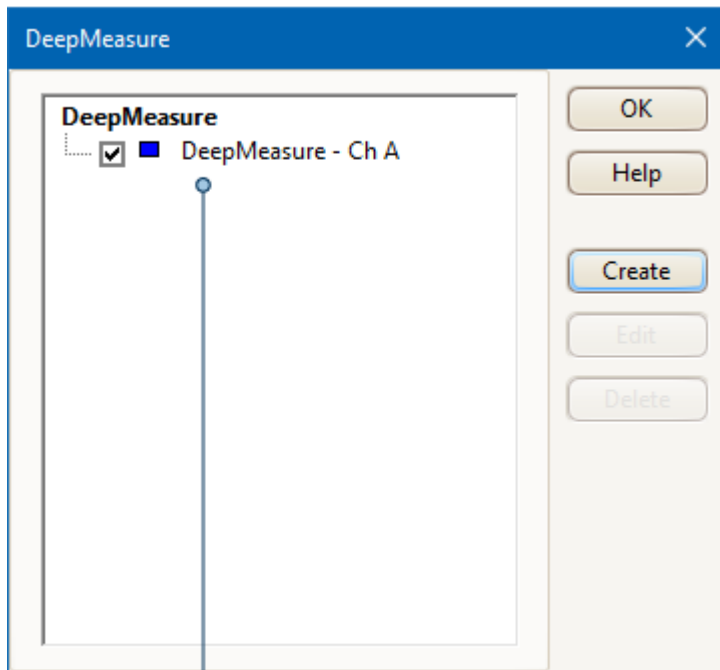 DeepMeasure
DeepMeasure
DeepMeasure - Ch A
OK
Help
Create
Edit
Delete